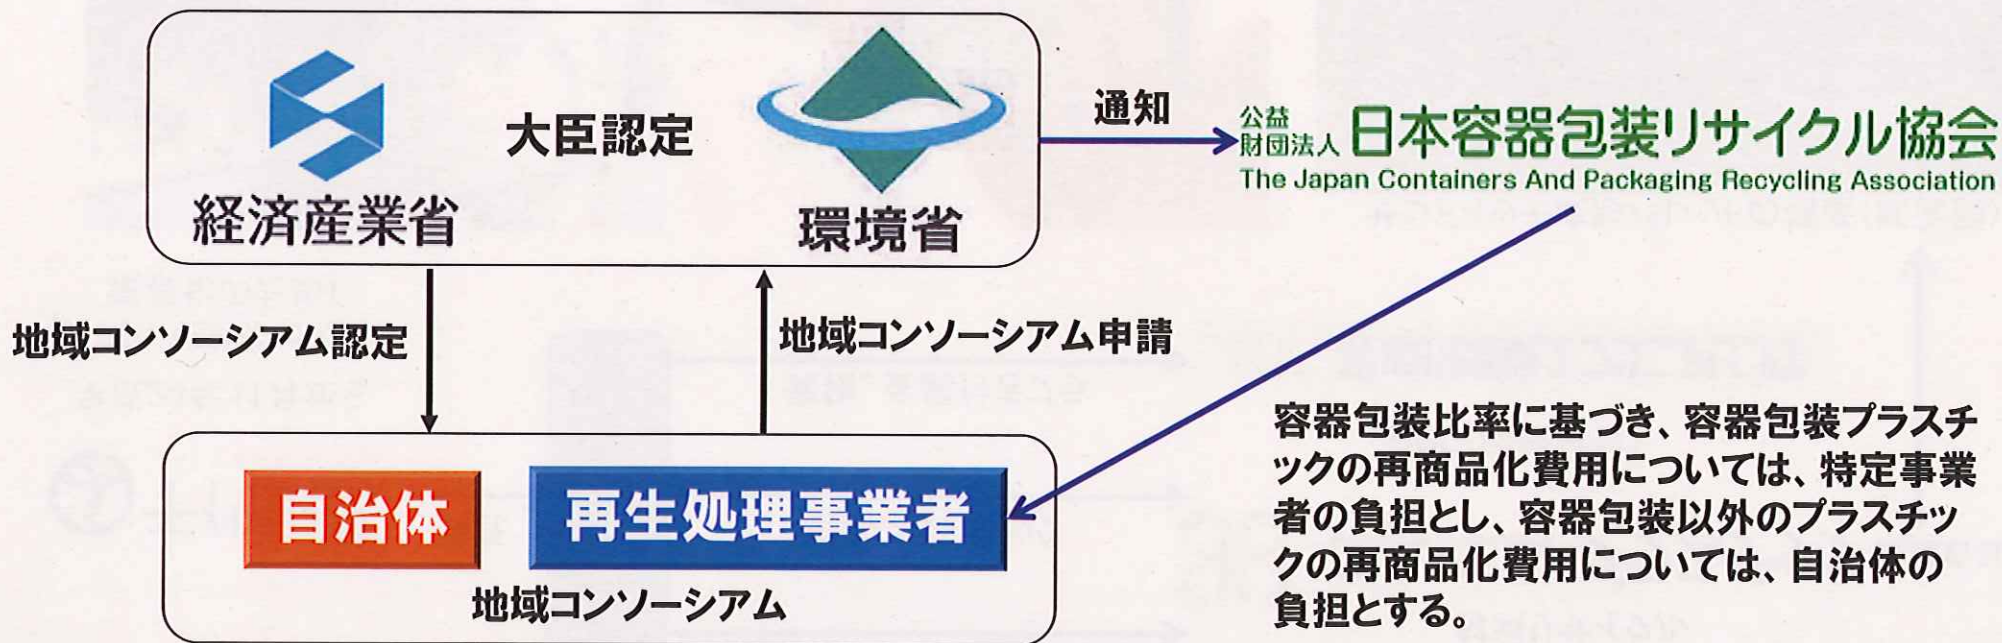 大臣認定
経済産業省
環境省
通知
公益
財団法人
日本容器包装リサイクル協会
The Japan Containers And Packaging Recycling Association
地域コンソーシアム認定
地域コンソーシアム申請
自治体
再生処理事業者
地域コンソーシアム
容器包装比率に基づき、容器包装プラスチ
ックの再商品化費用については、特定事業
者の負担とし、容器包装以外のプラスチッ
クの再商品化費用については、自治体の
負担とする。